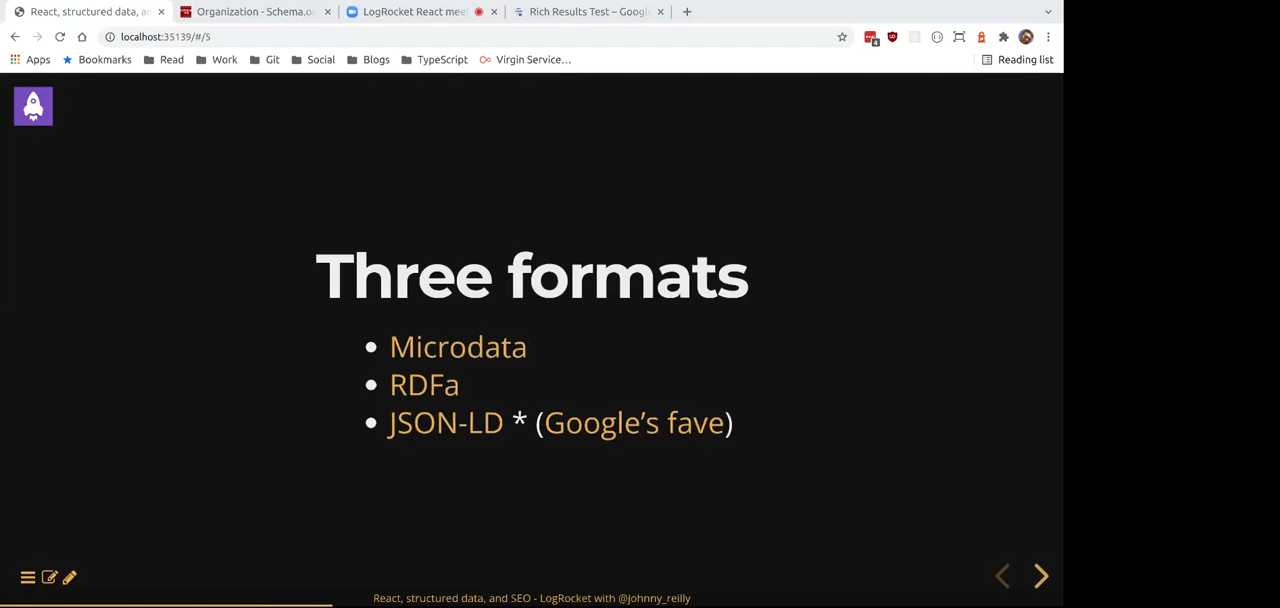 React, structured data, an
Organization - Schema.o
LogRocket React mee
Rich Results Test – Google
localhost:35139/#/5
4
Apps
Bookmarks
Read
Work
Git
Social
Blogs
TypeScript
Virgin Service…
Reading list
Three formats
Microdata
RDFa
JSON-LD * (Google’s fave)
React, structured data, and SEO - LogRocket with @johnny_reilly